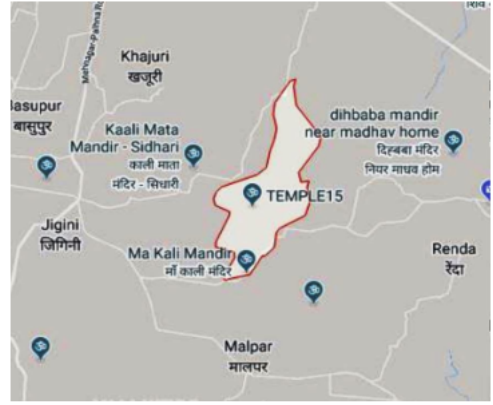 Khajuri
खजूरी
asupur
बासुपुर
Kaali Mata
Mandir - Sidhari
काली माता
मंदिर - सिधारी
dihbaba mandir
near madhav home
दिहबबा मंदिर
नियर माधव होम
TEMPLE15
Jigini
जिगिनी
Ma Kali Mandir
माँ काली मंदिर
Renda
रेंदा
Malpar
मालपर